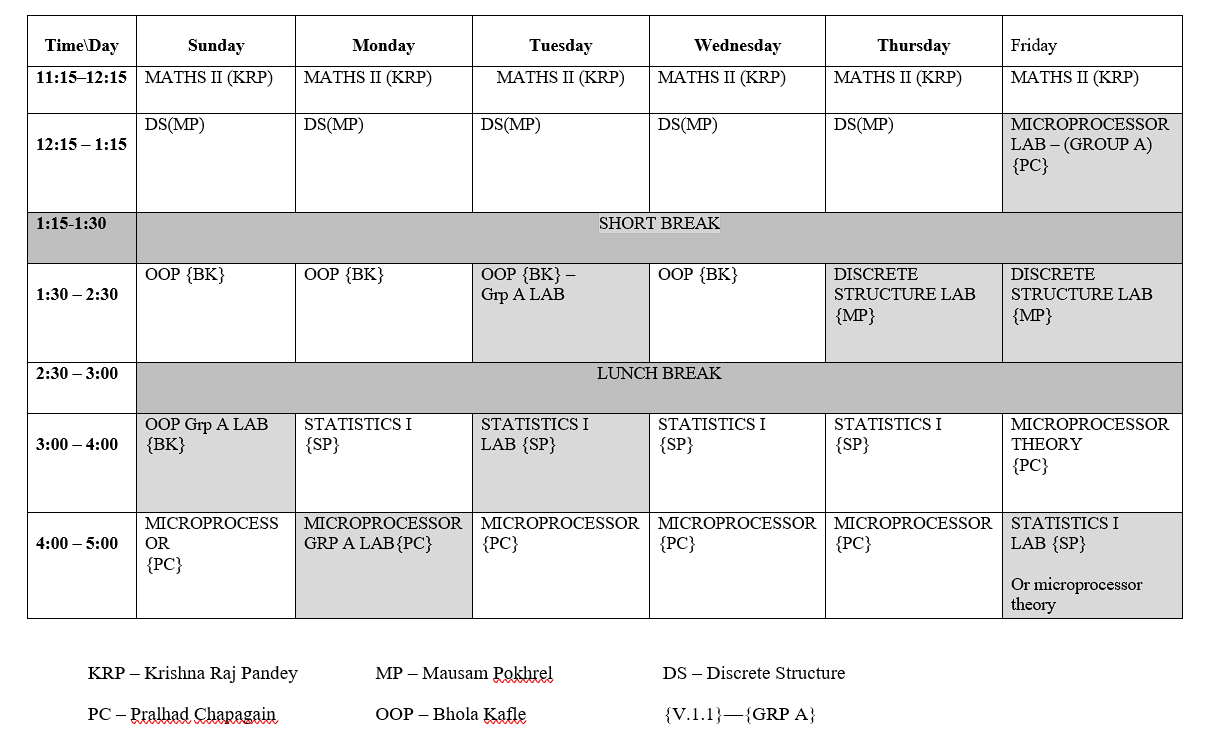 Time\Day Sunday Monday Tuesday Wednesday Thursday Friday
11:15–12:15 MATHS II (KRP) MATHS II (KRP) MATHS II (KRP) MATHS II (KRP) MATHS II (KRP) MATHS II (KRP)
12:15 – 1:15
DS(MP)
DS(MP)
DS(MP)
DS(MP)
DS(MP)
MICROPROCESSOR
LAB – (GROUP A)
{PC}
1:15-1:30 SHORT BREAK
1:30 – 2:30
OOP {BK}
OOP {BK}
OOP {BK} –
Grp A LAB
OOP {BK}
DISCRETE
STRUCTURE LAB
{MP}
DISCRETE
STRUCTURE LAB
{MP}
2:30 – 3:00 LUNCH BREAK
3:00 – 4:00
OOP Grp A LAB
{BK}
STATISTICS I
{SP}
STATISTICS I
LAB {SP}
STATISTICS I
{SP}
STATISTICS I
{SP}
MICROPROCESSOR
THEORY
{PC}
4:00 – 5:00
MICROPROCESS
OR
{PC}
MICROPROCESSOR
GRP A LAB{PC}
MICROPROCESSOR
{PC}
MICROPROCESSOR
{PC}
MICROPROCESSOR
{PC}
STATISTICS I
LAB {SP}
Or microprocessor
theory
KRP – Krishna Raj Pandey MP – Mausam Pokhrel DS – Discrete Structure
PC – Pralhad Chapagain OOP – Bhola Kafle {V.1.1}—{GRP A}